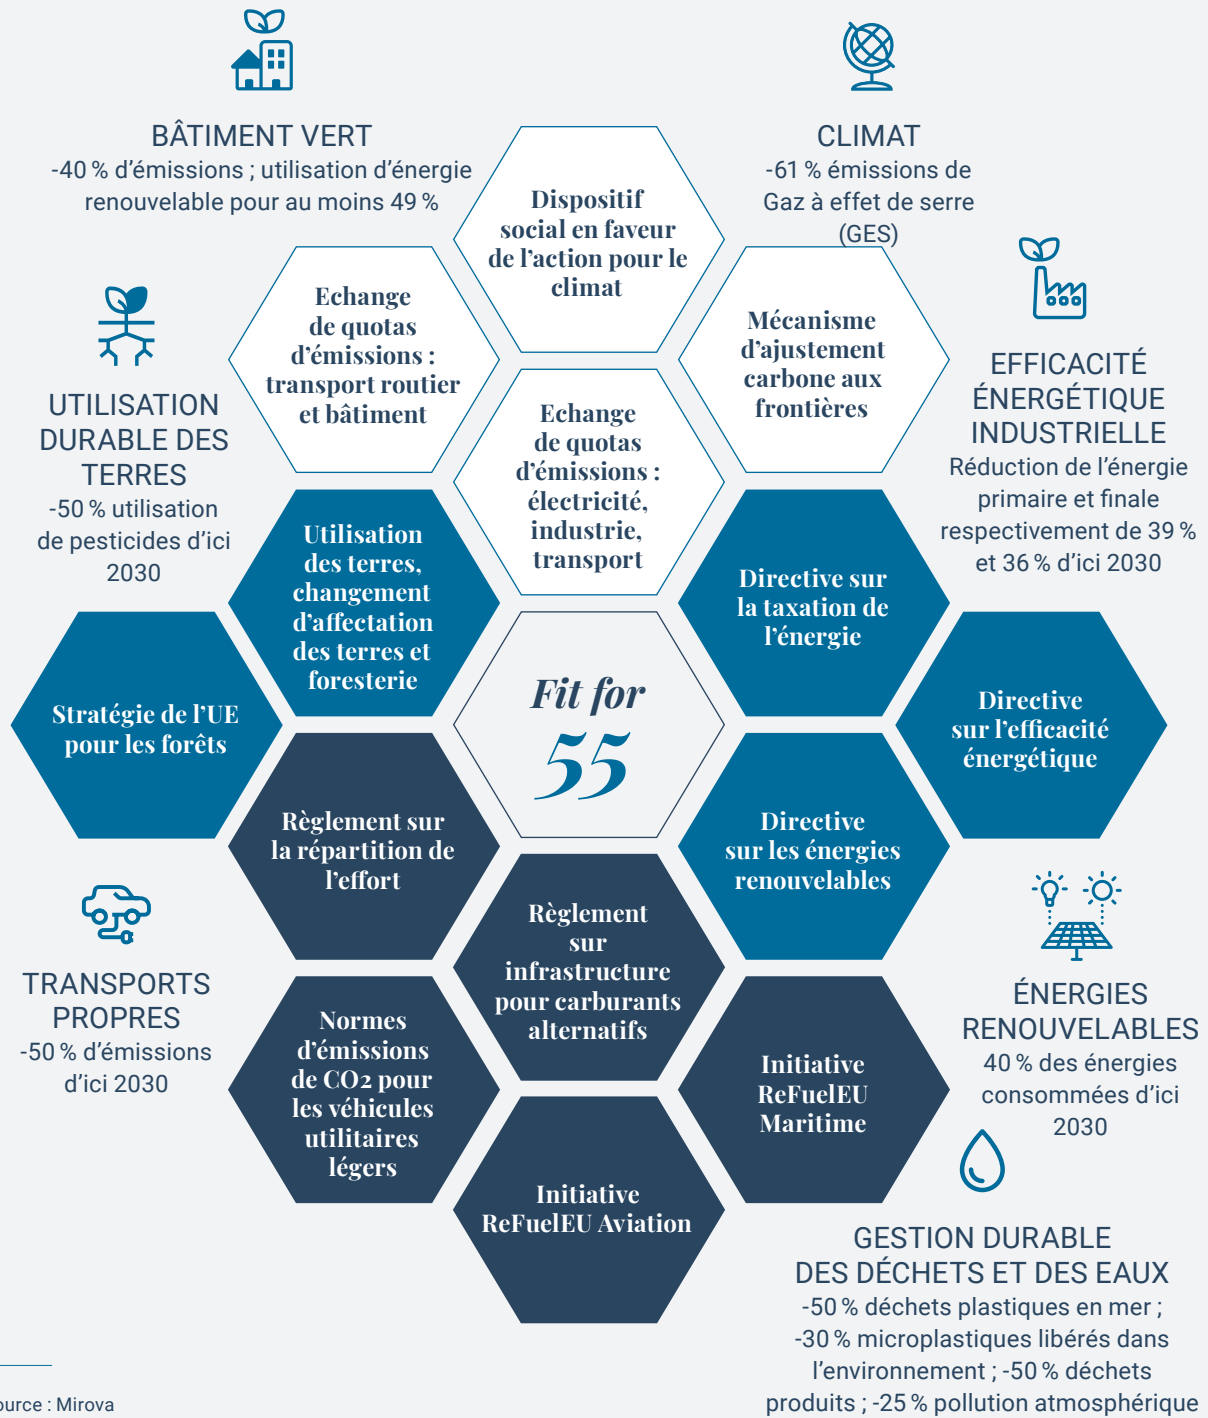 BÂTIMENT VERT
-40 % d’émissions ; utilisation d’énergie
renouvelable pour au moins 49 %
CLIMAT
-61 % émissions de
Gaz à effet de serre
(GES)
Dispositif
social en faveur
de l’action pour le
climat
Echange
de quotas
d’émissions :
transport routier
et bâtiment
Mécanisme
d’ajustement
carbone aux
frontières
EFFICACITÉ
ÉNERGÉTIQUE
INDUSTRIELLE
Réduction de l’énergie
primaire et finale
respectivement de 39 %
et 36 % d’ici 2030
UTILISATION
DURABLE DES
TERRES
-50 % utilisation
de pesticides d’ici
2030
Echange
de quotas
d’émissions :
électricité,
industrie,
transport
Utilisation
des terres,
changement
d’affectation
des terres et
foresterie
Directive sur
la taxation de
l’énergie
Stratégie de l’UE
pour les forêts
Fit for
55
Directive
sur l’efficacité
énergétique
Règlement sur
la répartition de
l’effort
Directive
sur les énergies
renouvelables
Règlement
sur
infrastructure
pour carburants
alternatifs
TRANSPORTS
PROPRES
-50 % d’émissions
d’ici 2030
ÉNERGIES
RENOUVELABLES
40 % des énergies
consommées d’ici
2030
Normes
d’émissions
de CO2 pour
les véhicules
utilitaires
légers
Initiative
ReFuelEU
Maritime
Initiative
ReFuelEU Aviation
GESTION DURABLE
DES DÉCHETS ET DES EAUX
-50 % déchets plastiques en mer ;
-30 % microplastiques libérés dans
l’environnement ; -50 % déchets
produits ; -25 % pollution atmosphérique
ource : Mirova